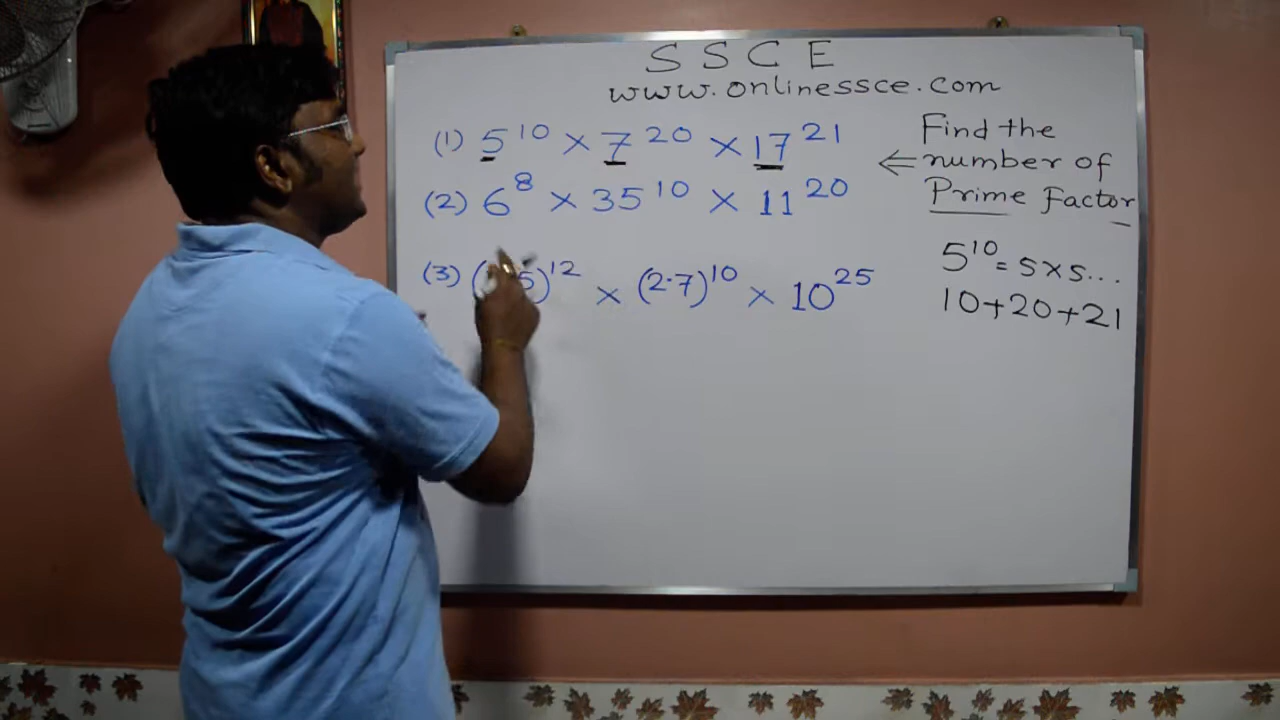 S S C E
www.onlinessce.com
(1) 5^10 × 7^20 × 17^21
(2) 6^8 × 35^10 × 11^20
(3) ( 5)^12 × (2·7)^10 × 10^25
Find the
← number of
Prime Factor
5^10 = 5×5...
10+20+21